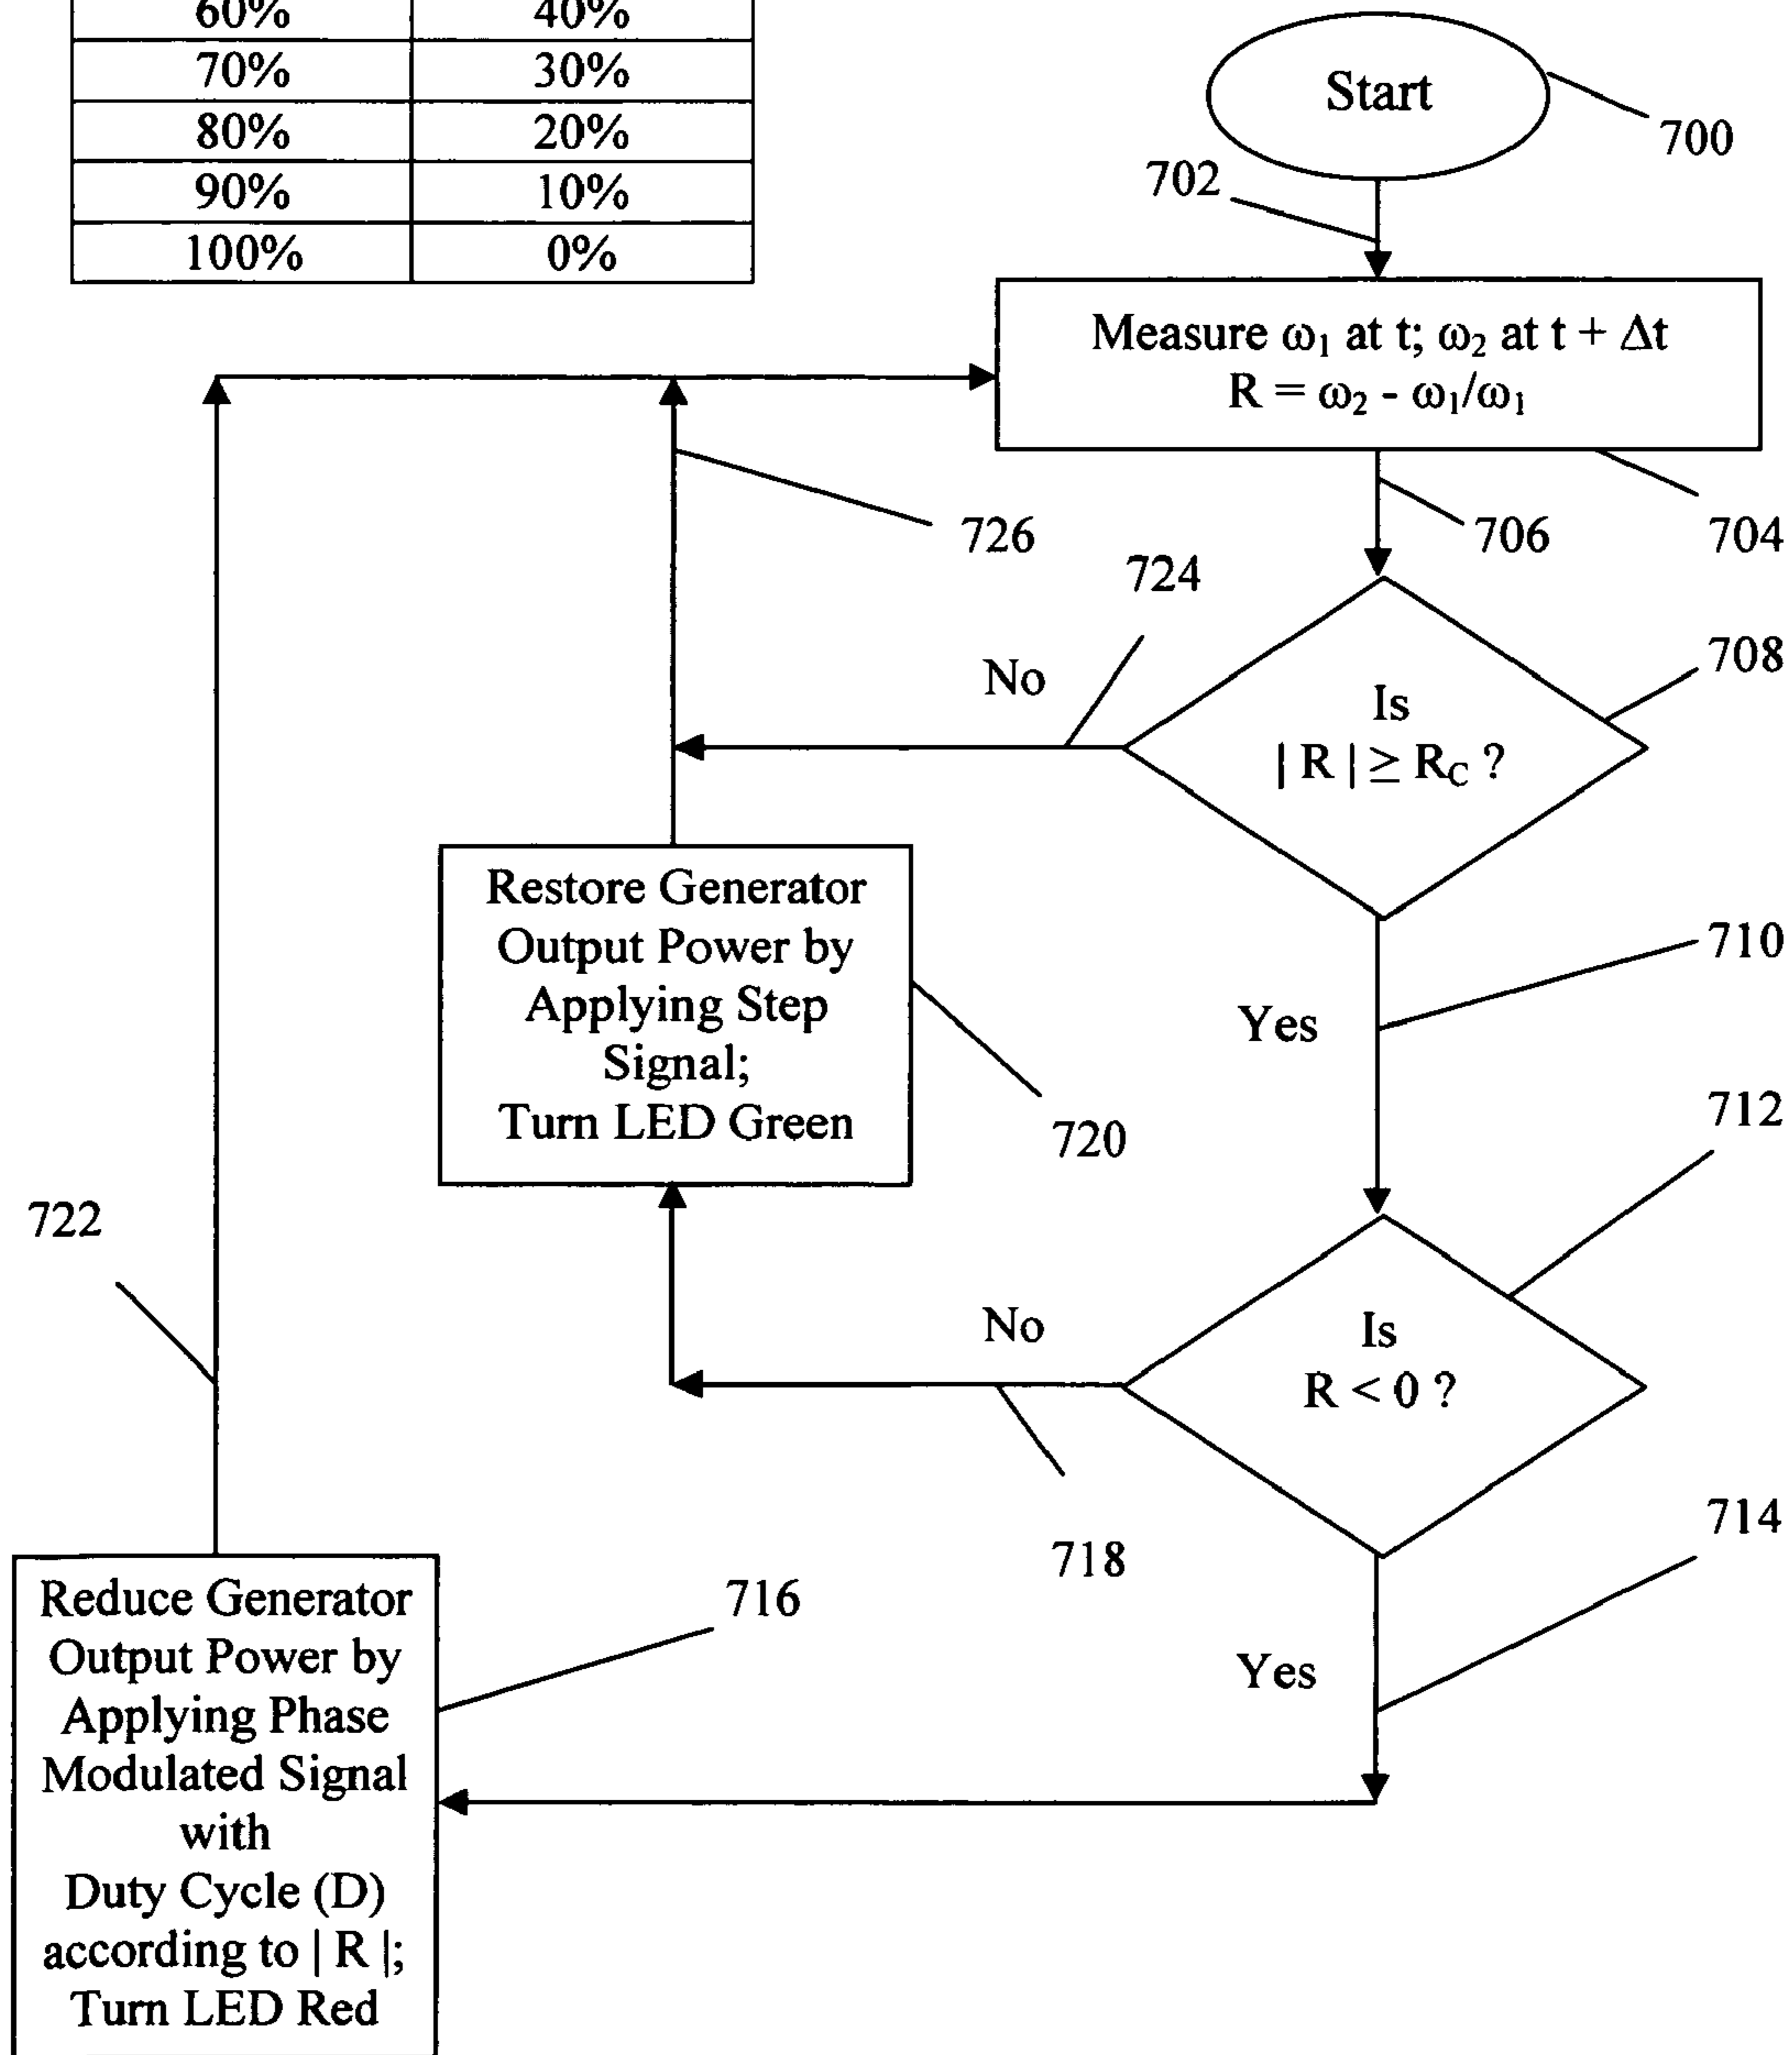 60% 40%
70% 30%
80% 20%
90% 10%
100% 0%
Start
700
702
Measure ω₁ at t; ω₂ at t + Δt
R = ω₂ - ω₁/ω₁
726
706
704
724
No
708
Is
| R | ≥ R_C ?
Restore Generator
Output Power by
Applying Step
Signal;
Turn LED Green
710
Yes
720
712
722
No
Is
R < 0 ?
718
714
Reduce Generator
Output Power by
Applying Phase
Modulated Signal
with
Duty Cycle (D)
according to | R |;
Turn LED Red
716
Yes